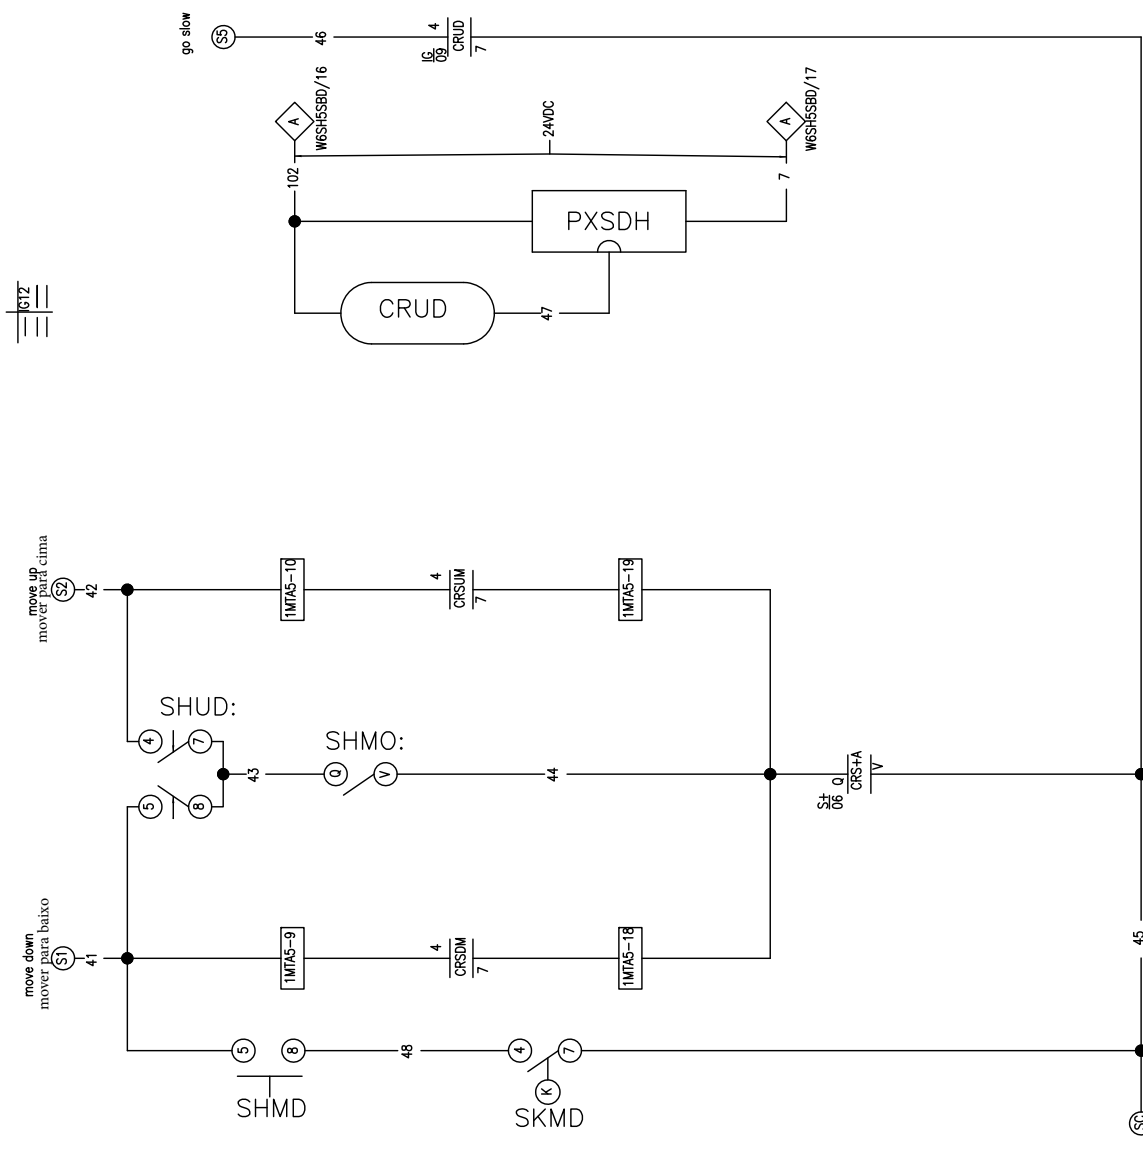 go slow
S5
46
IG
09
4
CRUD
7
A
W6SH5SBD/16
102
24VDC
A
W6SH5SBD/17
7
PXSDH
CRUD
47
IG12
move up
mover para cima
S2
42
1MTA5-10
4
CRSUM
7
1MTA5-19
SHUD:
4
7
5
8
43
SHMO:
Q
V
44
S+
06
Q
CRS+A
V
move down
mover para baixo
S1
41
1MTA5-9
4
CRSDM
7
1MTA5-18
45
5
8
SHMD
48
4
7
K
SKMD
SC